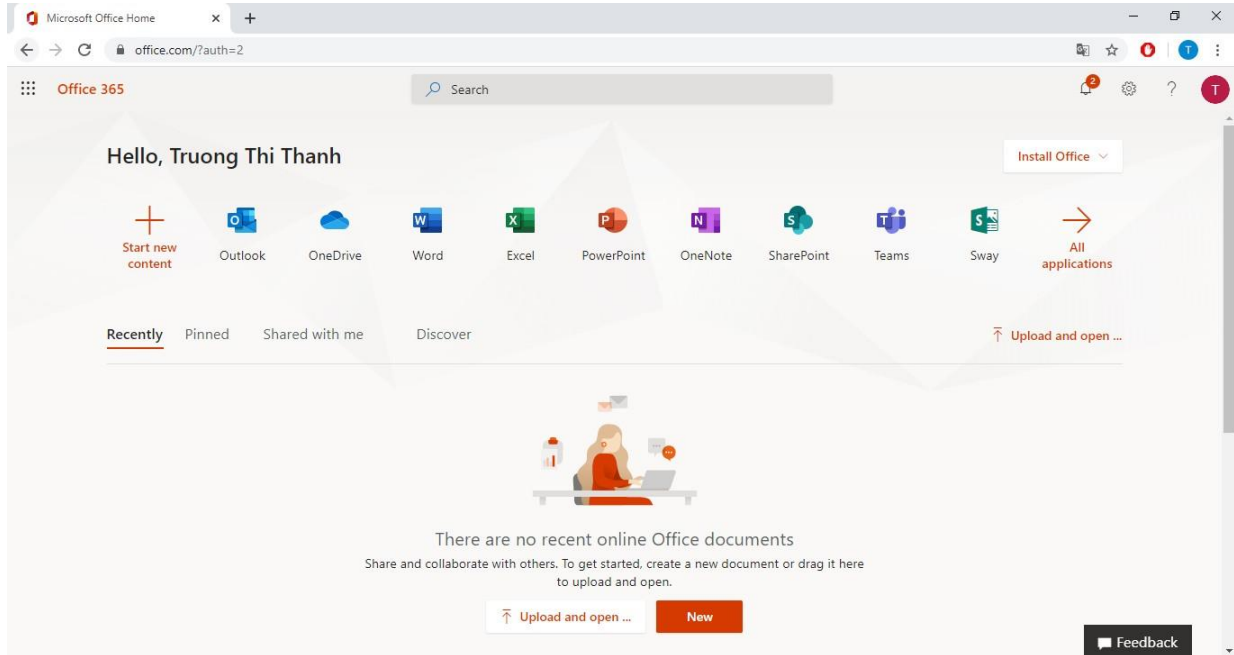 Microsoft Office Home
office.com/?auth=2
T
Office 365
Search
2
?
T
Hello, Truong Thi Thanh
Install Office
Start new
content
Outlook
OneDrive
Word
Excel
PowerPoint
OneNote
SharePoint
Teams
Sway
All
applications
Recently
Pinned
Shared with me
Discover
Upload and open ...
There are no recent online Office documents
Share and collaborate with others. To get started, create a new document or drag it here
to upload and open.
Upload and open ...
New
Feedback